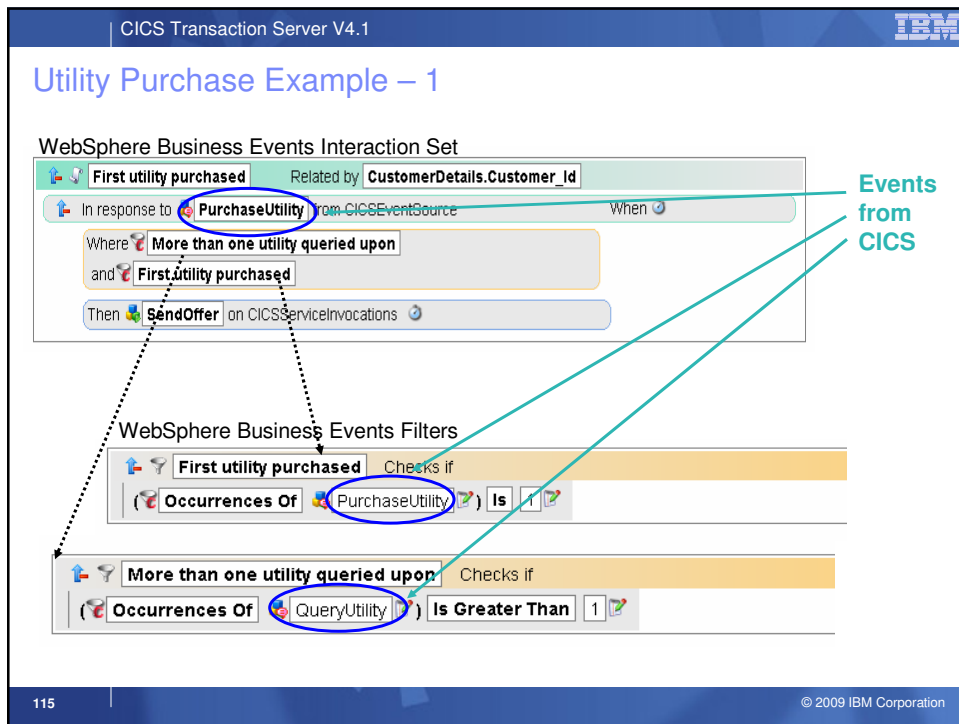 CICS Transaction Server V4.1
IBM
Utility Purchase Example – 1
WebSphere Business Events Interaction Set
First utility purchased Related by CustomerDetails.Customer_Id
In response to PurchaseUtility from CICSEventSource When
Where More than one utility queried upon
and First utility purchased
Then SendOffer on CICSServiceInvocations
Events
from
CICS
WebSphere Business Events Filters
First utility purchased Checks if
( Occurrences Of PurchaseUtility ) Is 1
More than one utility queried upon Checks if
( Occurrences Of QueryUtility ) Is Greater Than 1
115
© 2009 IBM Corporation